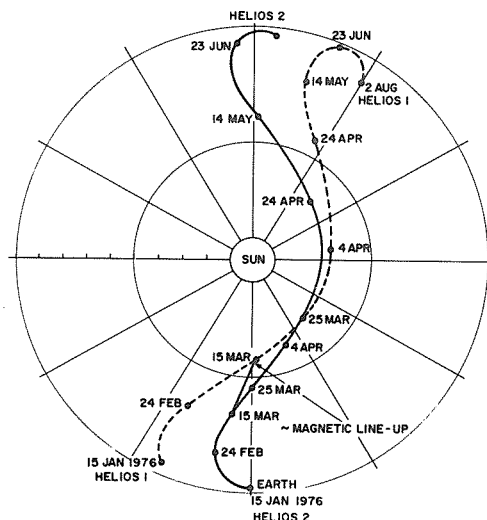 HELIOS 2
23 JUN
23 JUN
14 MAY
2 AUG
HELIOS 1
14 MAY
24 APR
24 APR
SUN
4 APR
25 MAR
15 MAR
4 APR
25 MAR
24 FEB
15 MAR
~ MAGNETIC LINE-UP
24 FEB
15 JAN 1976
HELIOS 1
EARTH
15 JAN 1976
HELIOS 2